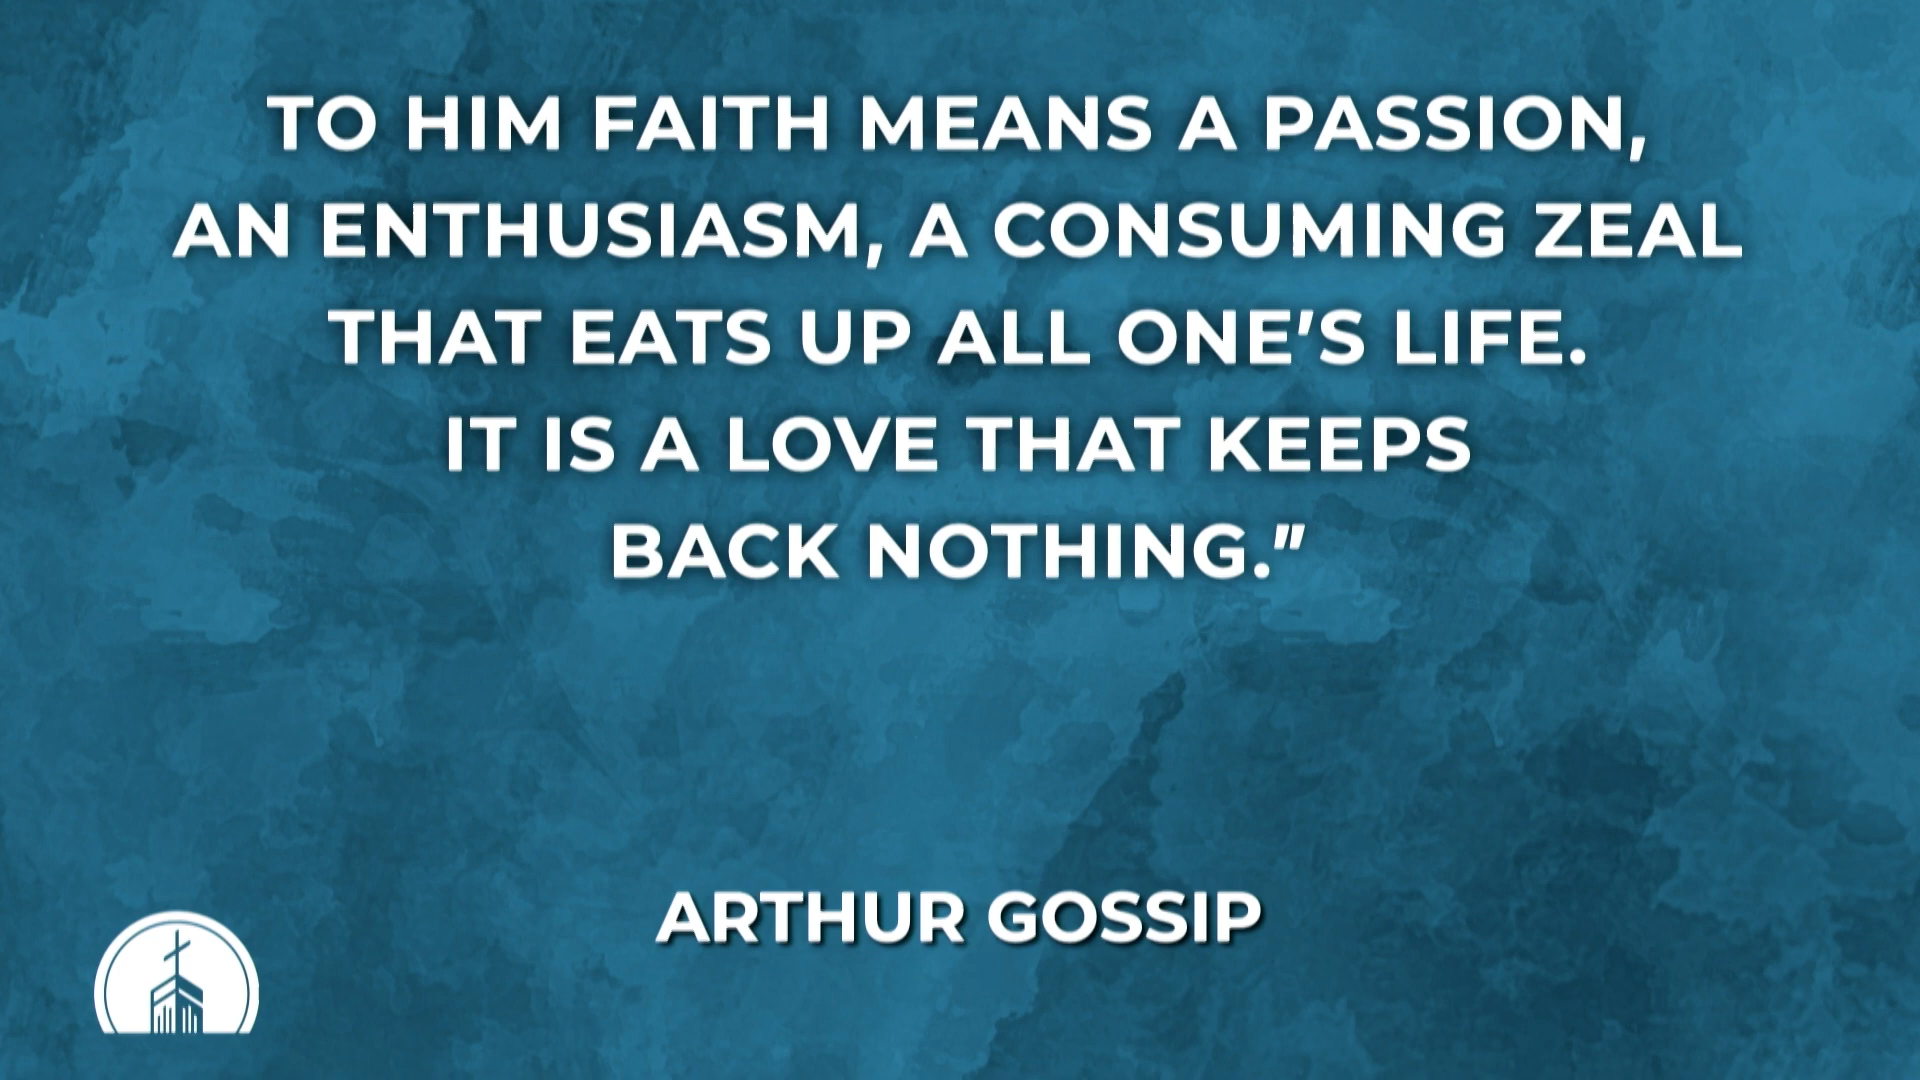 TO HIM FAITH MEANS A PASSION,
AN ENTHUSIASM, A CONSUMING ZEAL
THAT EATS UP ALL ONE'S LIFE.
IT IS A LOVE THAT KEEPS
BACK NOTHING."
ARTHUR GOSSIP